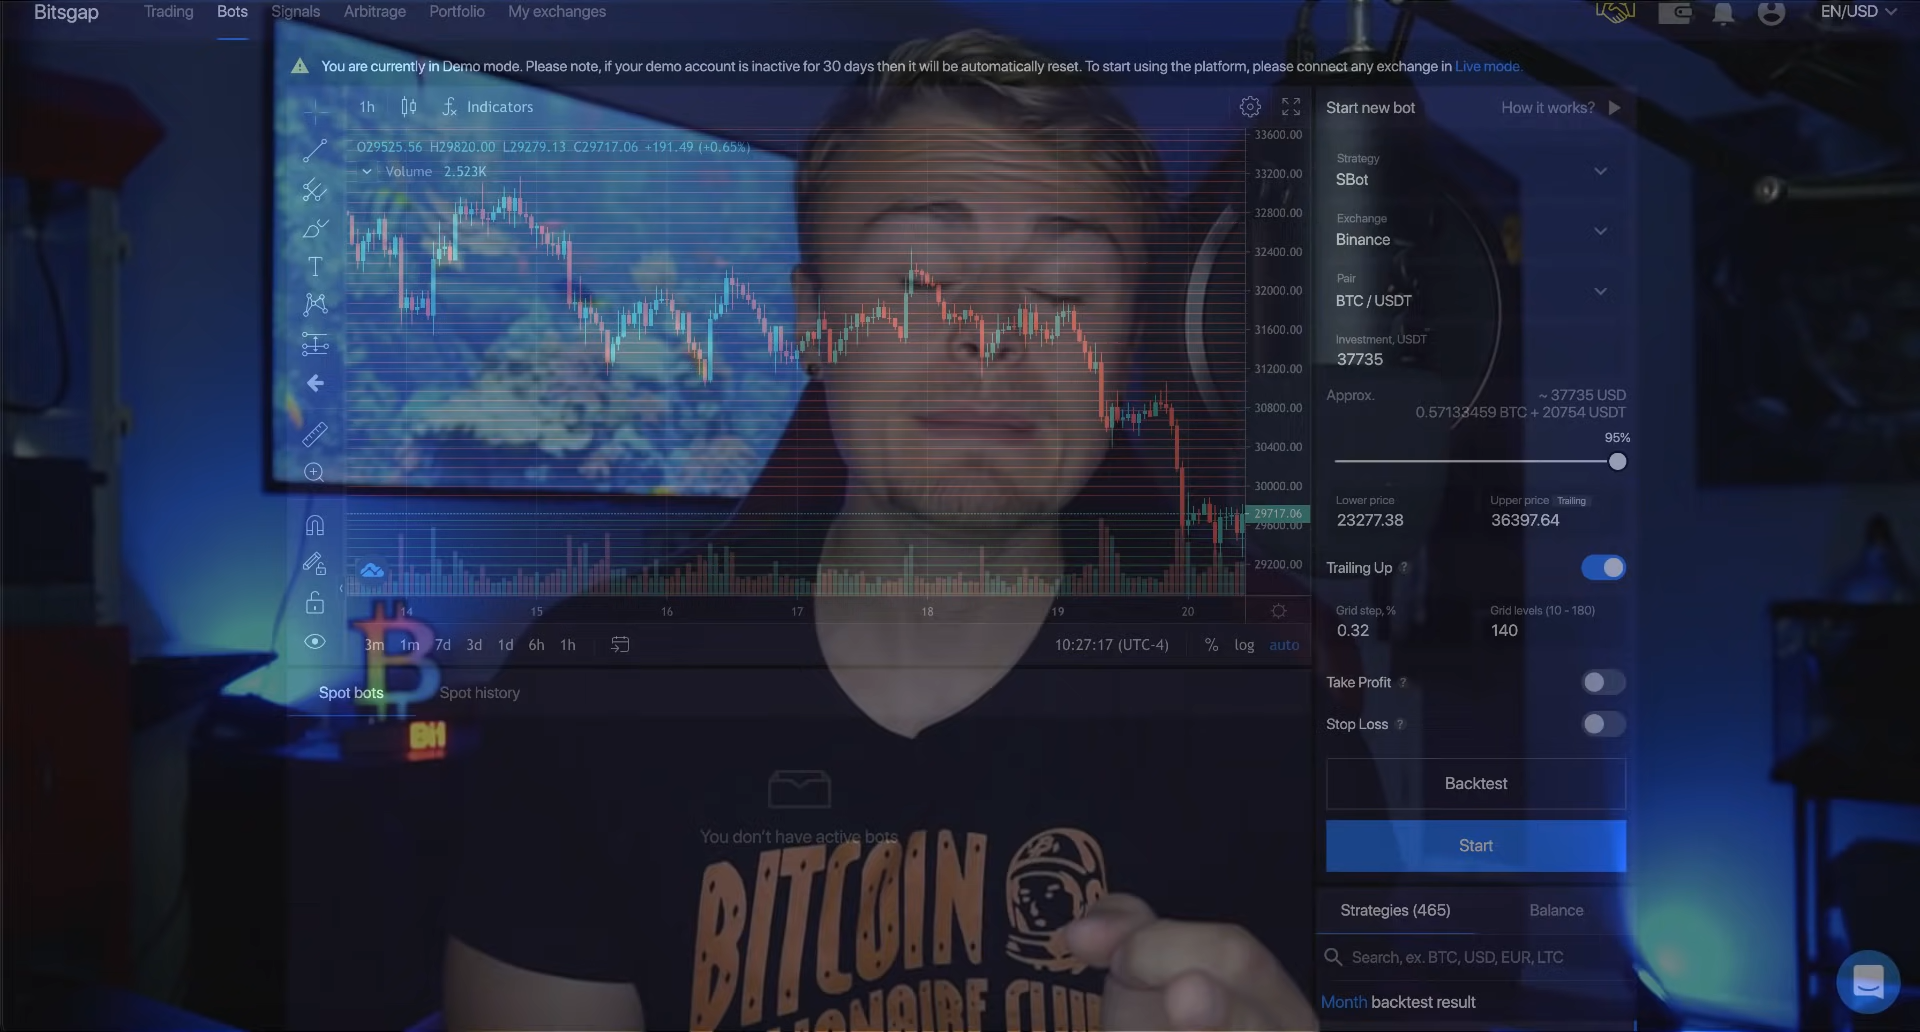 Bitsgap
Trading Bots Signals Arbitrage Portfolio My exchanges
EN/USD
You are currently in Demo mode. Please note, if your demo account is inactive for 30 days then it will be automatically reset. To start using the platform, please connect any exchange in Live mode.
1h Indicators
O29525.56 H29820.00 L29279.13 C29717.06 +191.49 (+0.65%)
Volume 2.523K
33600.00
33200.00
32800.00
32400.00
32000.00
31600.00
31200.00
30800.00
30400.00
30000.00
29717.06
29600.00
29200.00
14 15 16 17 18 19 20
3m 1m 7d 3d 1d 6h 1h
10:27:17 (UTC-4) % log auto
Spot bots Spot history
You don't have active bots
Start new bot How it works?
Strategy
SBot
Exchange
Binance
Pair
BTC / USDT
Investment, USDT
37735
Approx. ~ 37735 USD
0.57133459 BTC + 20754 USDT
95%
Lower price Upper price Trailing
23277.38 36397.64
Trailing Up ?
Grid step, % Grid levels (10 - 180)
0.32 140
Take Profit ?
Stop Loss ?
Backtest
Start
Strategies (465) Balance
Search, ex. BTC, USD, EUR, LTC
Month backtest result
BH
BITCOIN